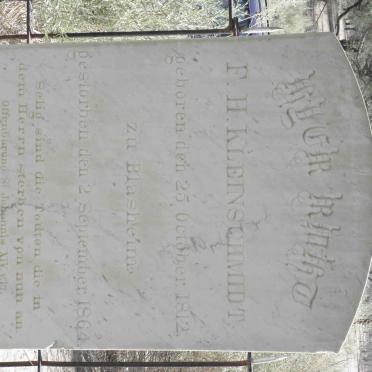 HIER RUHT
F. H. KLEINSCHMIDT
geboren den 25 October 1812
zu Blasheim.
gestorben den 2 September 1864
Selig sind die Todten die in
dem Herrn sterben von nun an